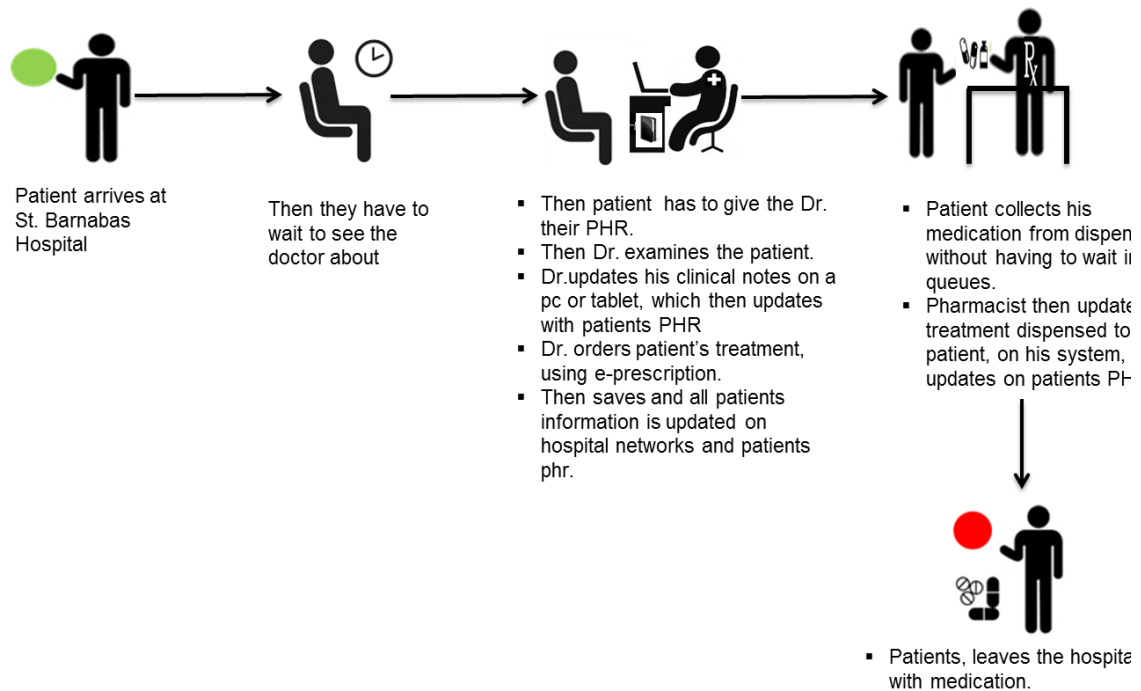 Patient arrives at
St. Barnabas
Hospital
Then they have to
wait to see the
doctor about
▪ Then patient has to give the Dr.
their PHR.
▪ Then Dr. examines the patient.
▪ Dr.updates his clinical notes on a
pc or tablet, which then updates
with patients PHR
▪ Dr. orders patient's treatment,
using e-prescription.
▪ Then saves and all patients
information is updated on
hospital networks and patients
phr.
Rx
▪ Patient collects his
medication from dispen
without having to wait in
queues.
▪ Pharmacist then update
treatment dispensed to
patient, on his system,
updates on patients PH
▪ Patients, leaves the hospita
with medication.